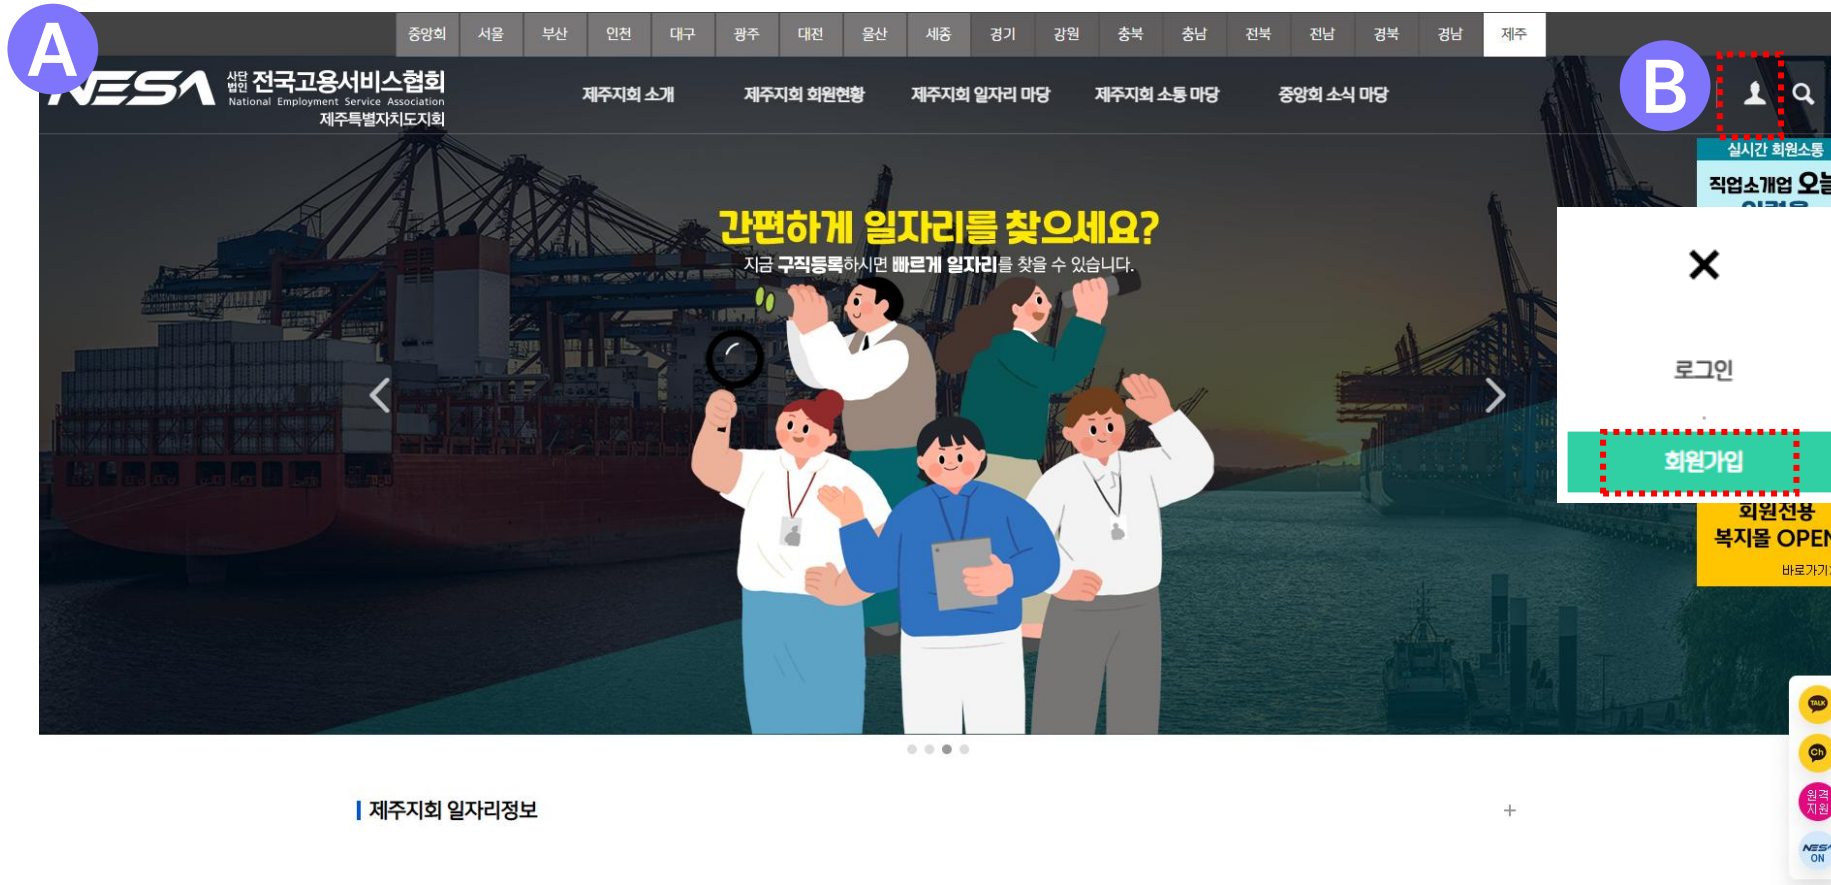 A
중앙회 서울 부산 인천 대구 광주 대전 울산 세종 경기 강원 충북 충남 전북 전남 경북 경남 제주
NESA 사단법인 전국고용서비스협회
National Employment Service Association
제주특별자치도지회
제주지회 소개 제주지회 회원현황 제주지회 일자리 마당 제주지회 소통 마당 중앙회 소식 마당
B
실시간 회원소통
직업소개업 오늘
간편하게 일자리를 찾으세요?
지금 구직등록하시면 빠르게 일자리를 찾을 수 있습니다.
로그인
회원가입
회원전용
복지몰 OPEN
바로가기
TALK
Ch
원격
지원
NESA
ON
제주지회 일자리정보